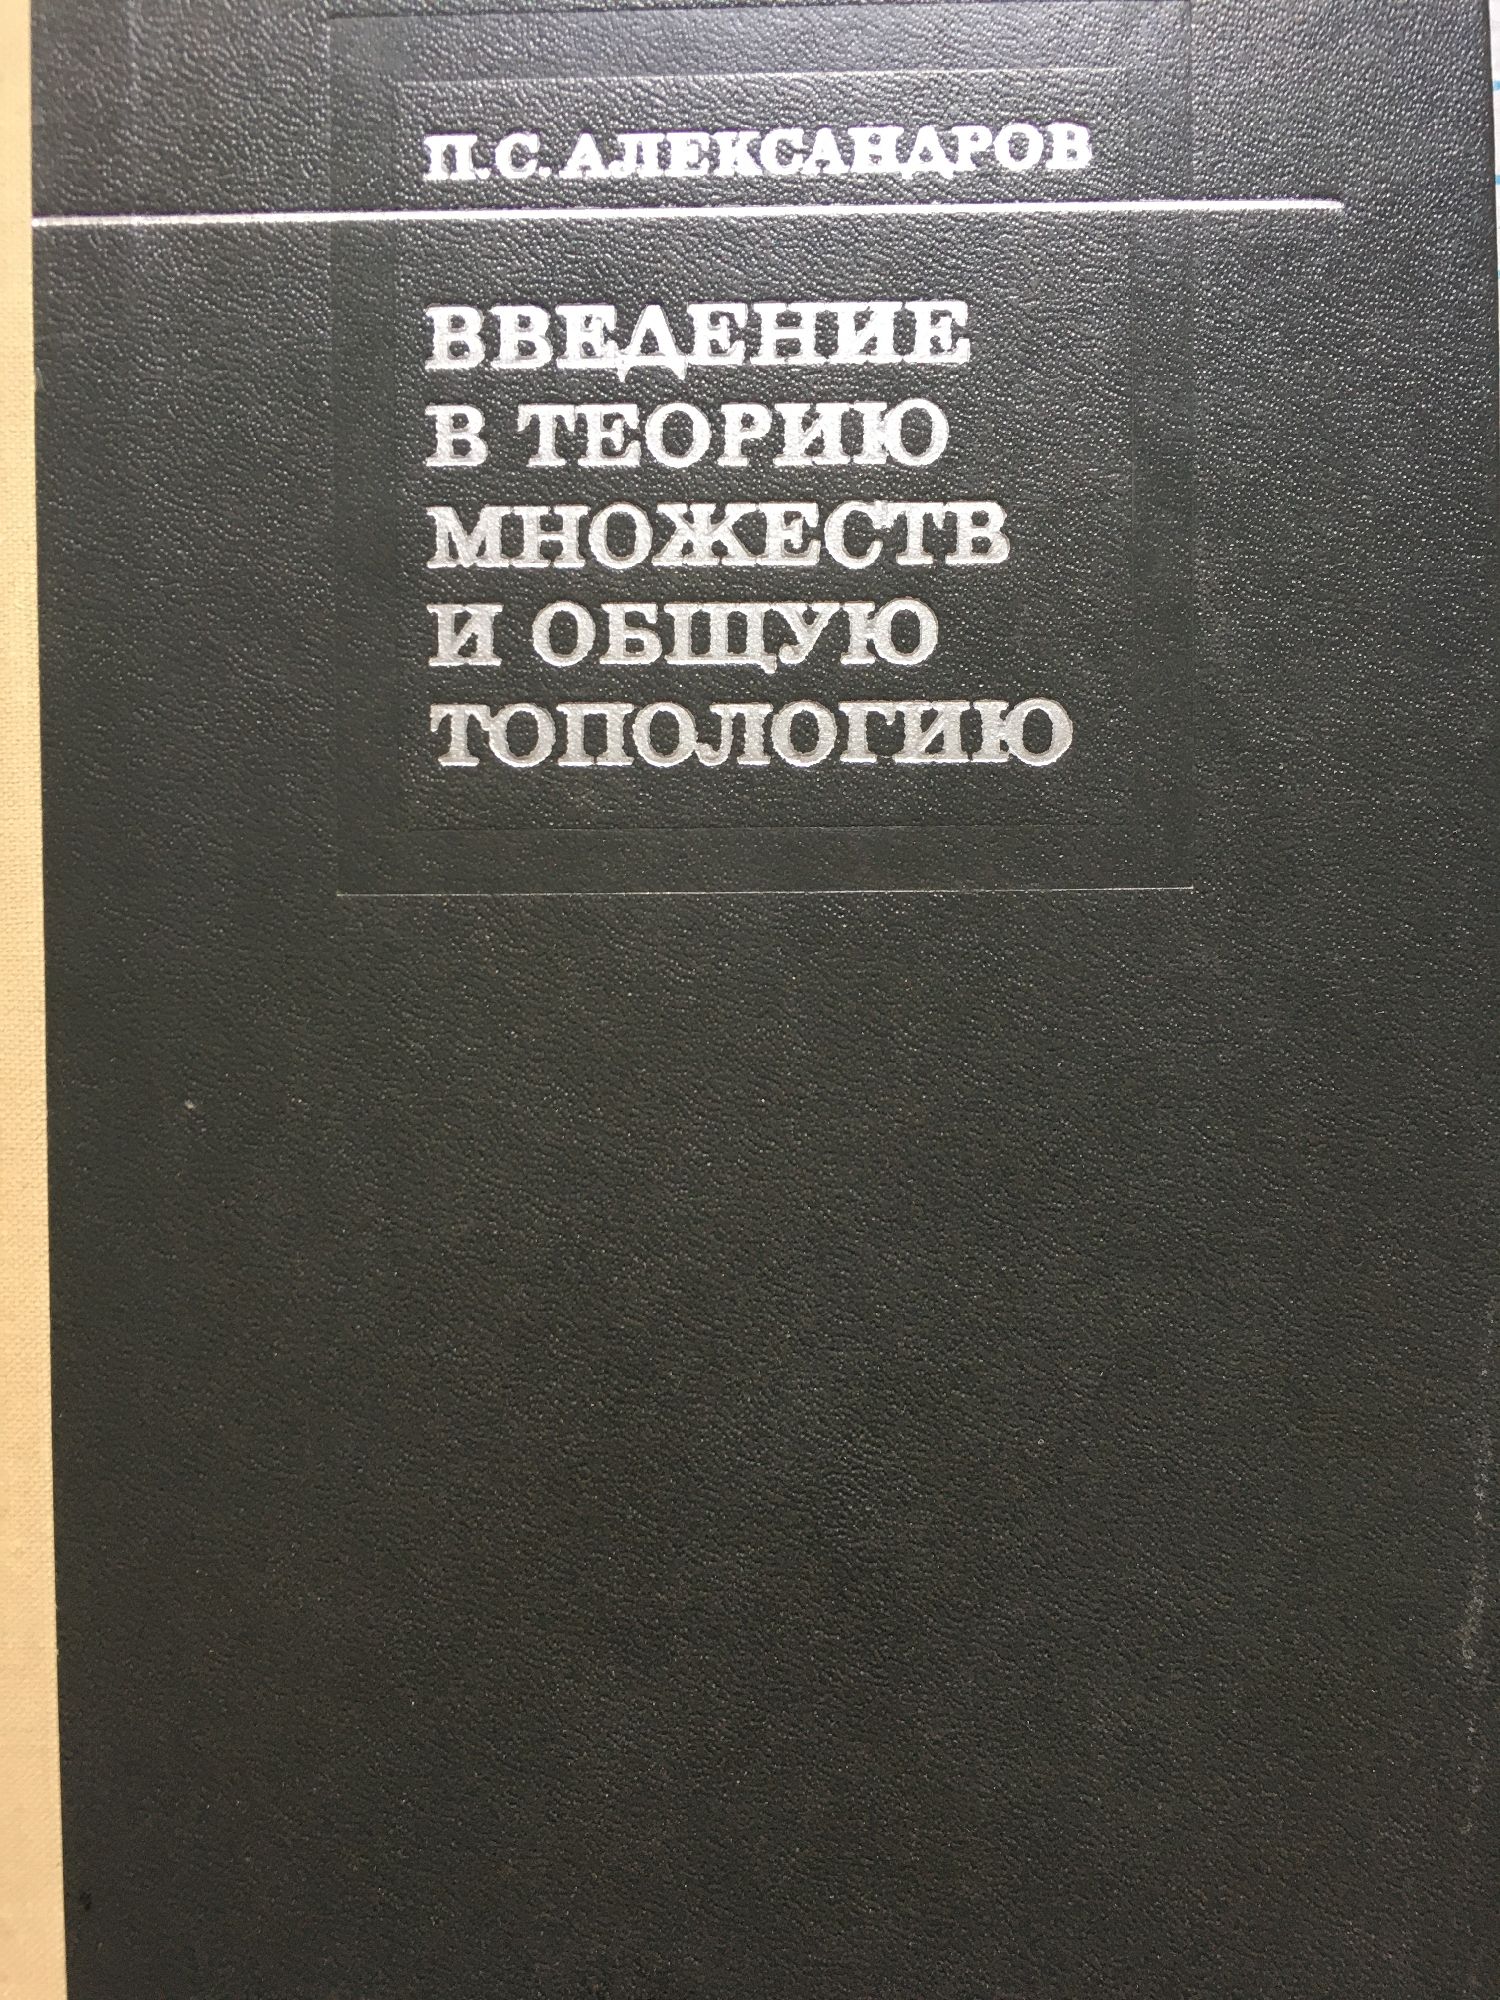 П.С.АЛЕКСАНДРОВ
ВВЕДЕНИЕ
В ТЕОРИЮ
МНОЖЕСТВ
И ОБЩУЮ
ТОПОЛОГИЮ